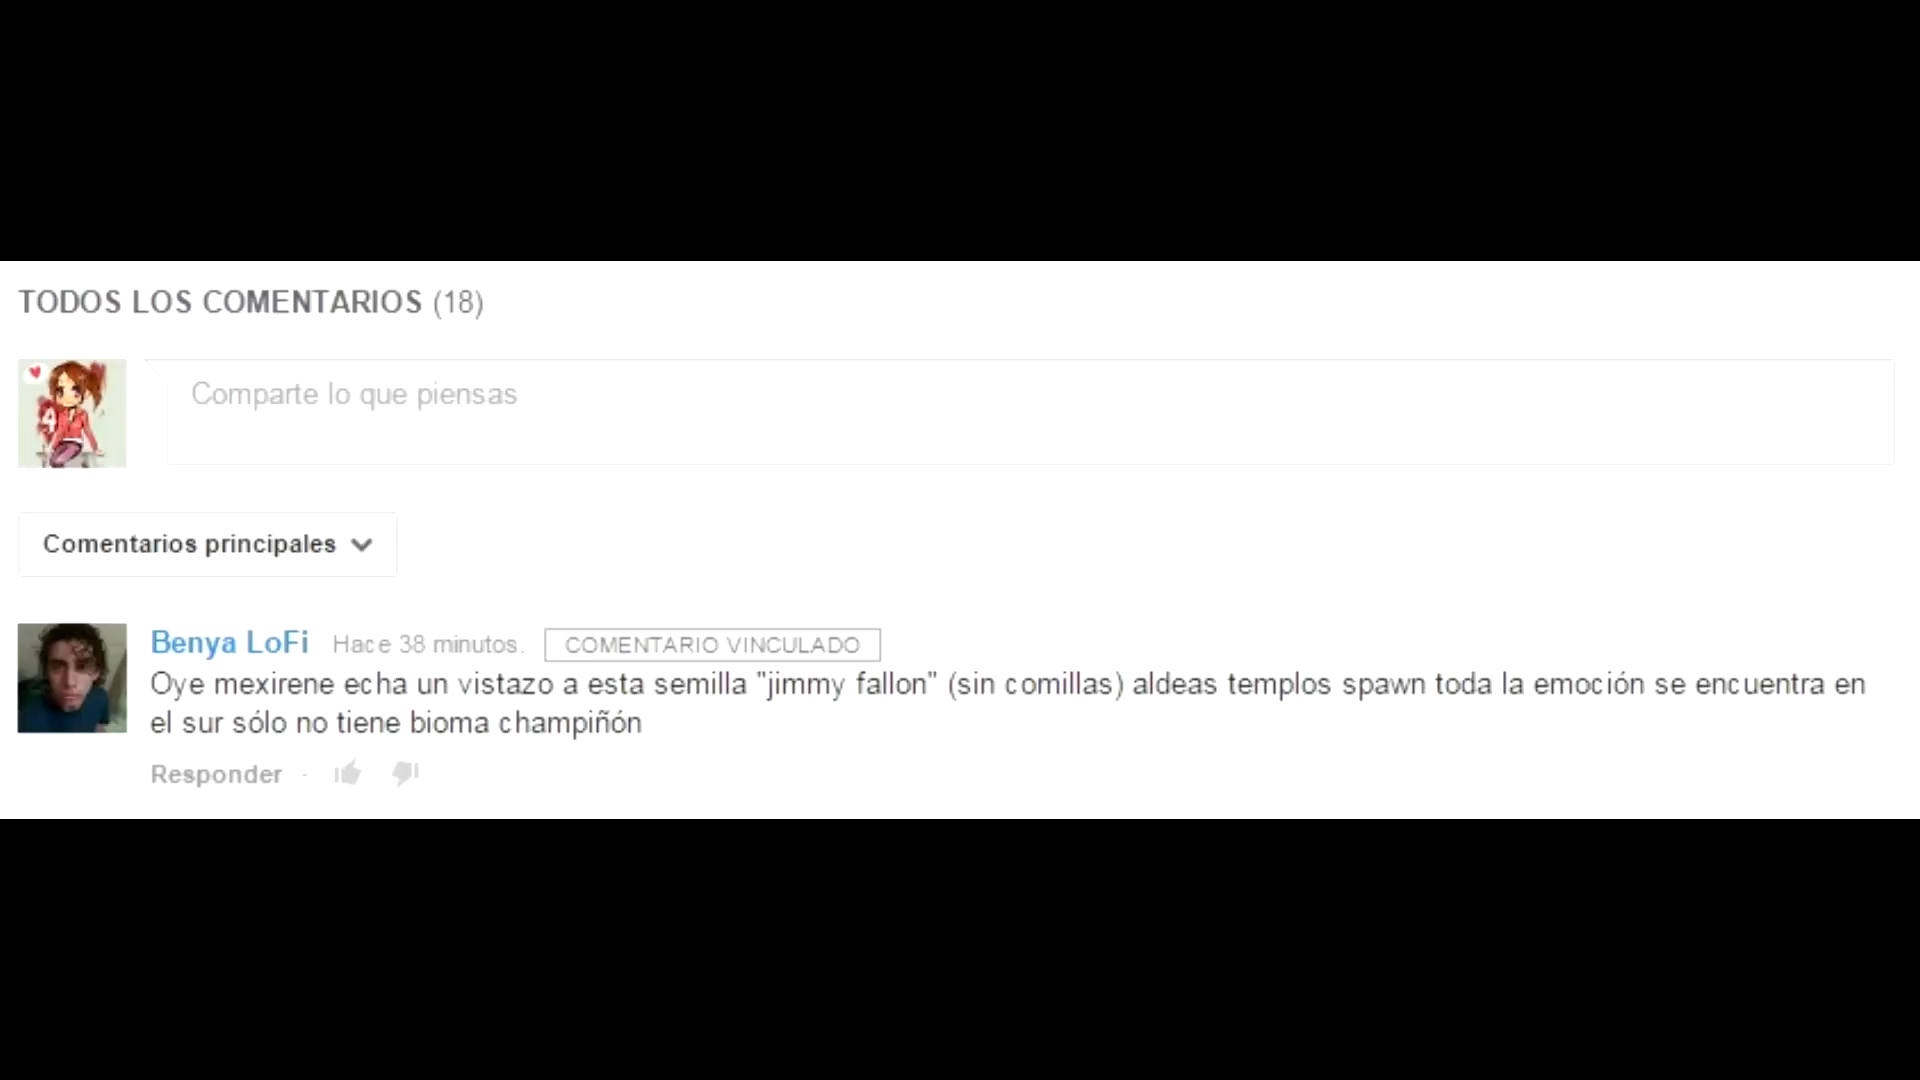 TODOS LOS COMENTARIOS (18)
Comparte lo que piensas
Comentarios principales
Benya LoFi Hace 38 minutos. COMENTARIO VINCULADO
Oye mexirene echa un vistazo a esta semilla "jimmy fallon" (sin comillas) aldeas templos spawn toda la emoción se encuentra en
el sur sólo no tiene bioma champiñón
Responder ·